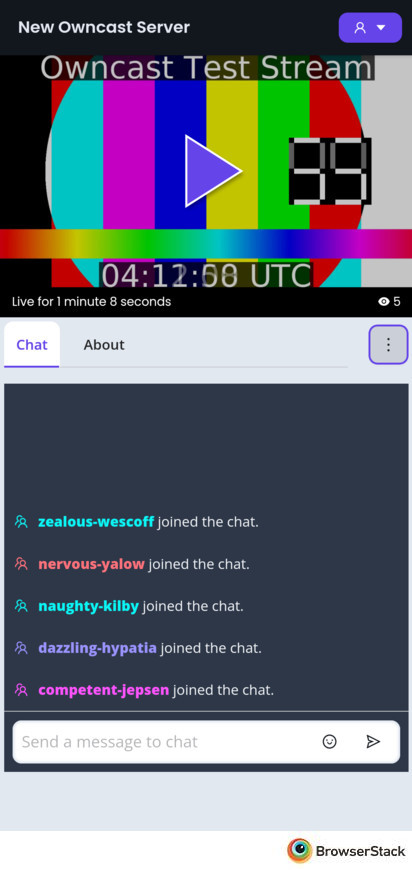 New Owncast Server
Owncast Test Stream
04:12:08 UTC
Live for 1 minute 8 seconds
5
Chat
About
zealous-wescoff joined the chat.
nervous-yalow joined the chat.
naughty-kilby joined the chat.
dazzling-hypatia joined the chat.
competent-jepsen joined the chat.
Send a message to chat
BrowserStack